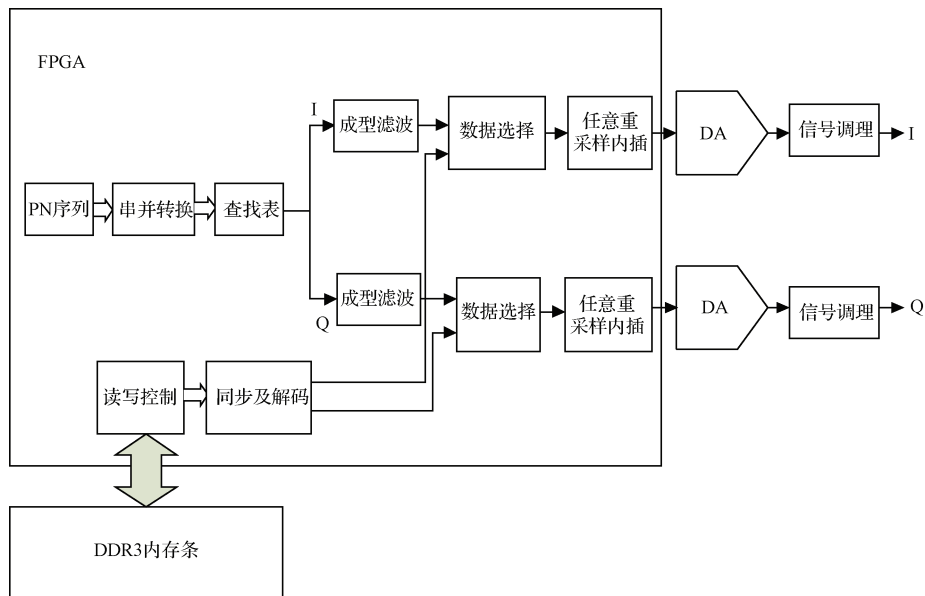 FPGA
I
成型滤波
数据选择
任意重
采样内插
DA
信号调理
I
PN序列
串并转换
查找表
成型滤波
Q
数据选择
任意重
采样内插
DA
信号调理
Q
读写控制
同步及解码
DDR3内存条